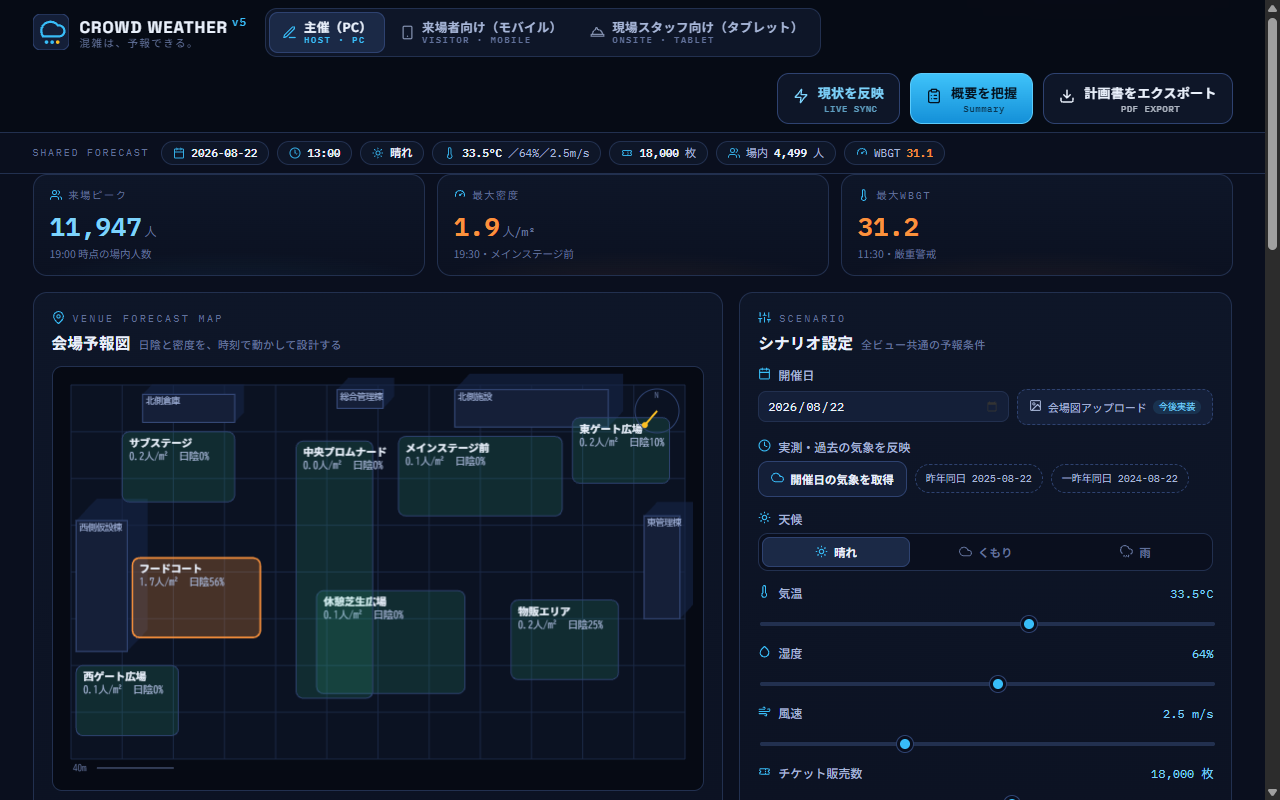 CROWD WEATHER v5
混雑は、予報できる。
主催（PC）
HOST · PC
来場者向け（モバイル）
VISITOR · MOBILE
現場スタッフ向け（タブレット）
ONSITE · TABLET
現状を反映
LIVE SYNC
概要を把握
Summary
計画書をエクスポート
PDF EXPORT
SHARED FORECAST
2026-08-22
13:00
晴れ
33.5°C ／64%／2.5m/s
18,000 枚
場内 4,499 人
WBGT 31.1
来場ピーク
11,947人
19:00 時点の場内人数
最大密度
1.9人/m²
19:30・メインステージ前
最大WBGT
31.2
11:30・厳重警戒
VENUE FORECAST MAP
会場予報図 日陰と密度を、時刻で動かして設計する
北側倉庫
総合管理棟
北側施設
N
サブステージ
0.2人/m² 日陰0%
中央プロムナード
0.0人/m² 日陰0%
メインステージ前
0.1人/m² 日陰0%
東ゲート広場
0.2人/m² 日陰10%
西側仮設棟
東管理棟
フードコート
1.7人/m² 日陰56%
休憩芝生広場
0.1人/m² 日陰0%
物販エリア
0.2人/m² 日陰25%
西ゲート広場
0.1人/m² 日陰0%
40m
SCENARIO
シナリオ設定 全ビュー共通の予報条件
開催日
2026/08/22
会場図アップロード 今後実装
実測・過去の気象を反映
開催日の気象を取得
昨年同日 2025-08-22
一昨年同日 2024-08-22
天候
晴れ
くもり
雨
気温 33.5°C
湿度 64%
風速 2.5 m/s
チケット販売数 18,000 枚